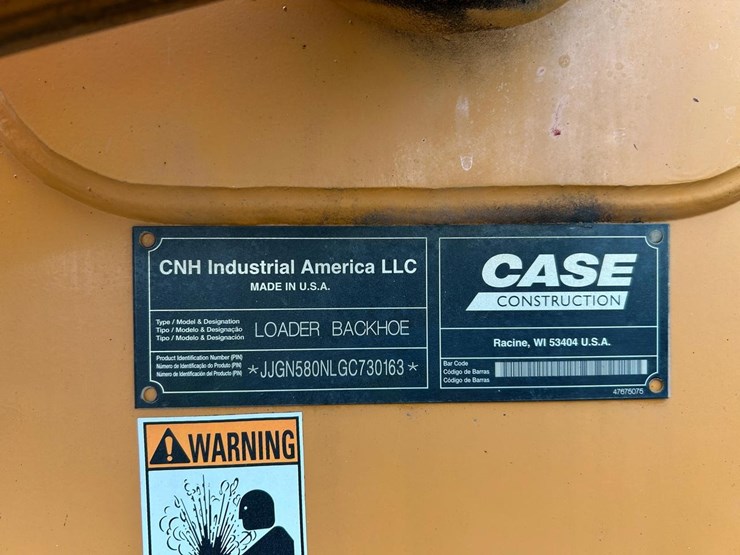 CNH Industrial America LLC
MADE IN U.S.A.
Type / Model & Designation
Tipo / Modelo & Designação
Tipo / Modelo & Designación
LOADER BACKHOE
Product Identification Number (PIN)
Número de Identificação do Produto (PIN)
Número de Identificación del Producto (PIN)
*JJGN580NLGC730163*
CASE
CONSTRUCTION
Racine, WI 53404 U.S.A.
Bar Code
Código de Barras
Código de Barras
47675075
WARNING